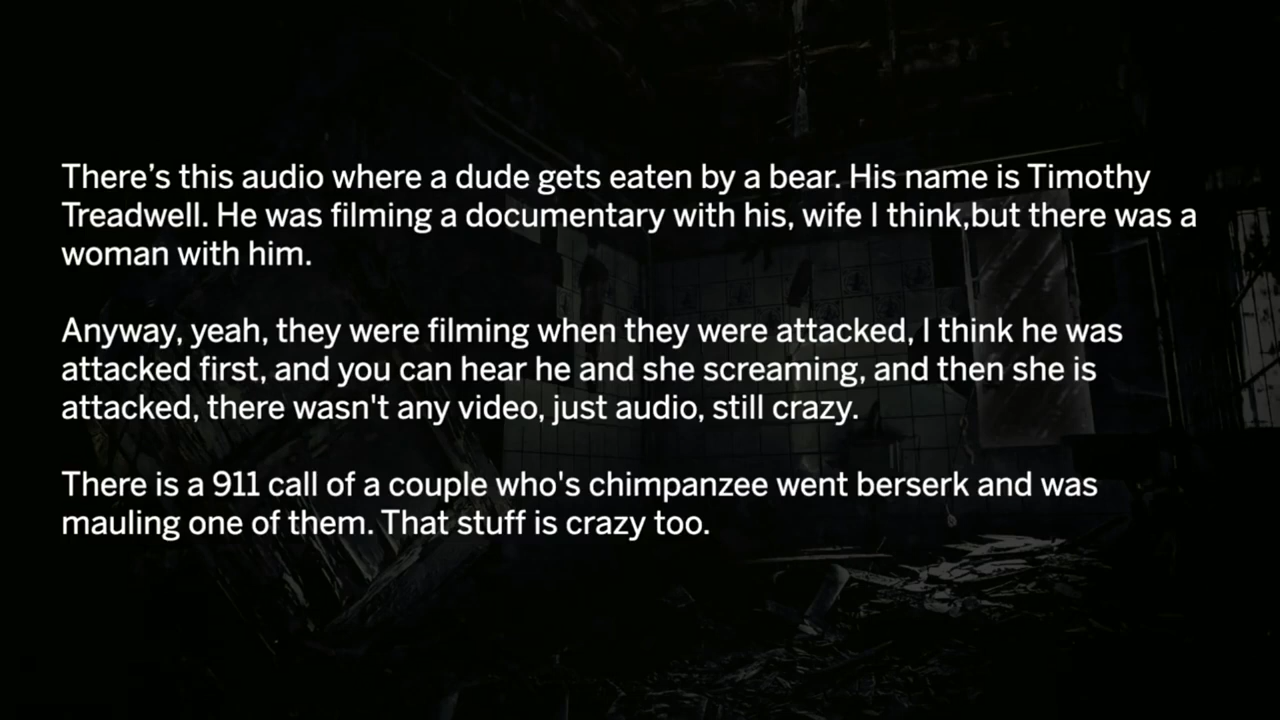 There's this audio where a dude gets eaten by a bear. His name is Timothy
Treadwell. He was filming a documentary with his, wife I think,but there was a
woman with him.
Anyway, yeah, they were filming when they were attacked, I think he was
attacked first, and you can hear he and she screaming, and then she is
attacked, there wasn't any video, just audio, still crazy.
There is a 911 call of a couple who's chimpanzee went berserk and was
mauling one of them. That stuff is crazy too.